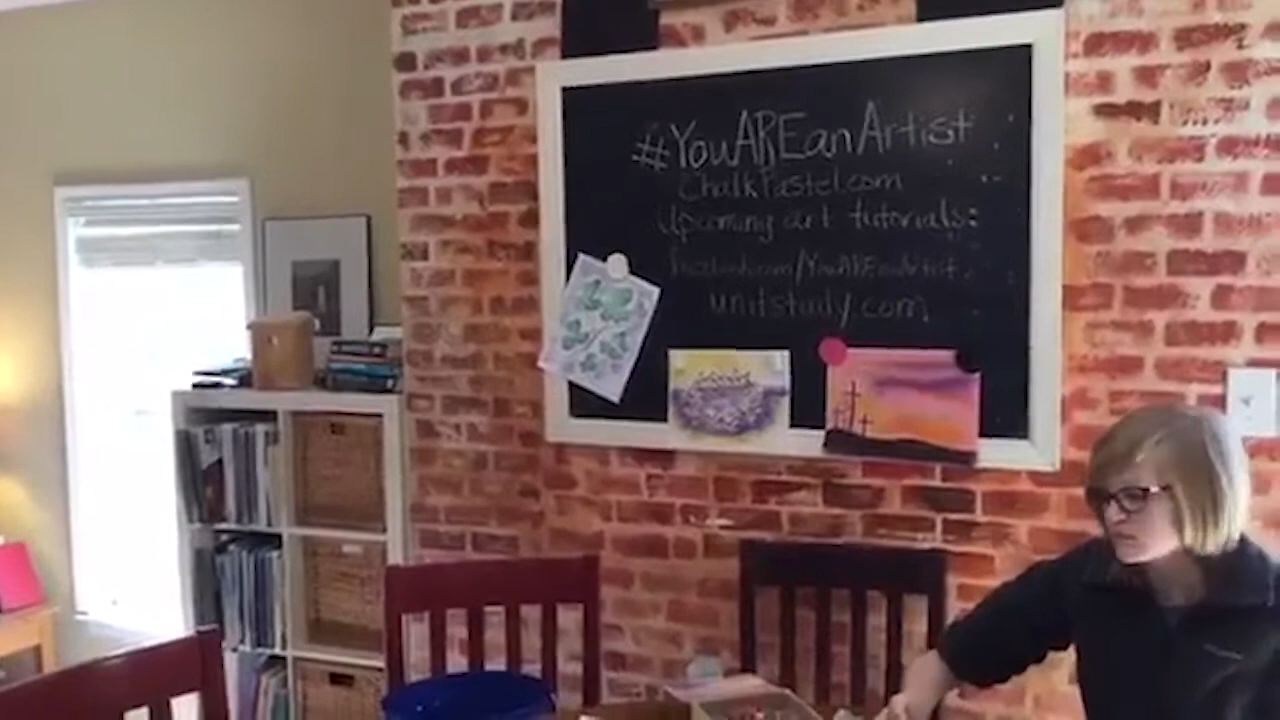 #YouAREanArtist
ChalkPastel.com
Upcoming art tutorials:
facebook.com/YouAREanArtist
unitstudy.com